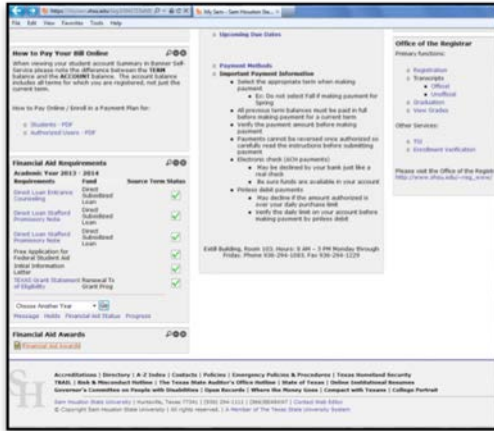 My Sam - Sam Houston Sta...
File Edit View Favorites Tools Help
How to Pay Your Bill Online
When viewing your student account Summary in Banner Self-
Service please note the difference between the TERM
balance and the ACCOUNT balance. The account balance
includes all terms for which you are registered, not just the
current term.
How to Pay Online / Enroll in a Payment Plan for:
Students - PDF
Authorized Users - PDF
Financial Aid Requirements
Academic Year 2013 - 2014
Requirements Fund Source Term Status
Direct Loan Entrance Counseling Direct Subsidized Loan
Direct Loan Stafford Promissory Note Direct Subsidized Loan
Direct Loan Stafford Promissory Note Direct Subsidized Loan
Free Application for Federal Student Aid
Initial Information Letter
TEXAS Grant Statement of Eligibility Renewal Tx Grant Prog
Choose Another Year Go
Message Holds Financial Aid Status Progress
Financial Aid Awards
Financial Aid Awards
Upcoming Due Dates
Payment Methods
Important Payment Information
Select the appropriate term when making
payment
Ex: Do not select Fall if making payment for
Spring
All previous term balances must be paid in full
before making payment for a current term
Verify the payment amount before making
payment
Payments cannot be reversed once authorized so
carefully read the instructions before submitting
payment
Electronic check (ACH payments)
May be declined by your bank just like a
real check
Be sure funds are available in your account
Pinless debit payments
May decline if the amount authorized is
over your daily purchase limit
Verify the daily limit on your account before
making payment by pinless debit
Estill Building, Room 103. Hours: 8 AM - 5 PM Monday through
Friday. Phone 936-294-1083, Fax 936-294-1229
Office of the Registrar
Primary functions:
Registration
Transcripts
Official
Unofficial
Graduation
View Grades
Other Services:
Enrollment Verification
Please visit the Office of the Regist
http://www.shsu.edu/~reg_www/
SH
Accreditations | Directory | A-Z Index | Contacts | Policies | Emergency Policies & Procedures | Texas Homeland Security
TRAIL | Risk & Misconduct Hotline | The Texas State Auditor's Office Hotline | State of Texas | Online Institutional Resumes
Governor's Committee on People with Disabilities | Open Records | Where the Money Goes | Compact with Texans | College Portrait
Sam Houston State University | Huntsville, Texas 77341 | (936) 294-1111 | (866)BEARKAT | Contact Web Editor
© Copyright Sam Houston State University | All rights reserved. | A Member of The Texas State University System